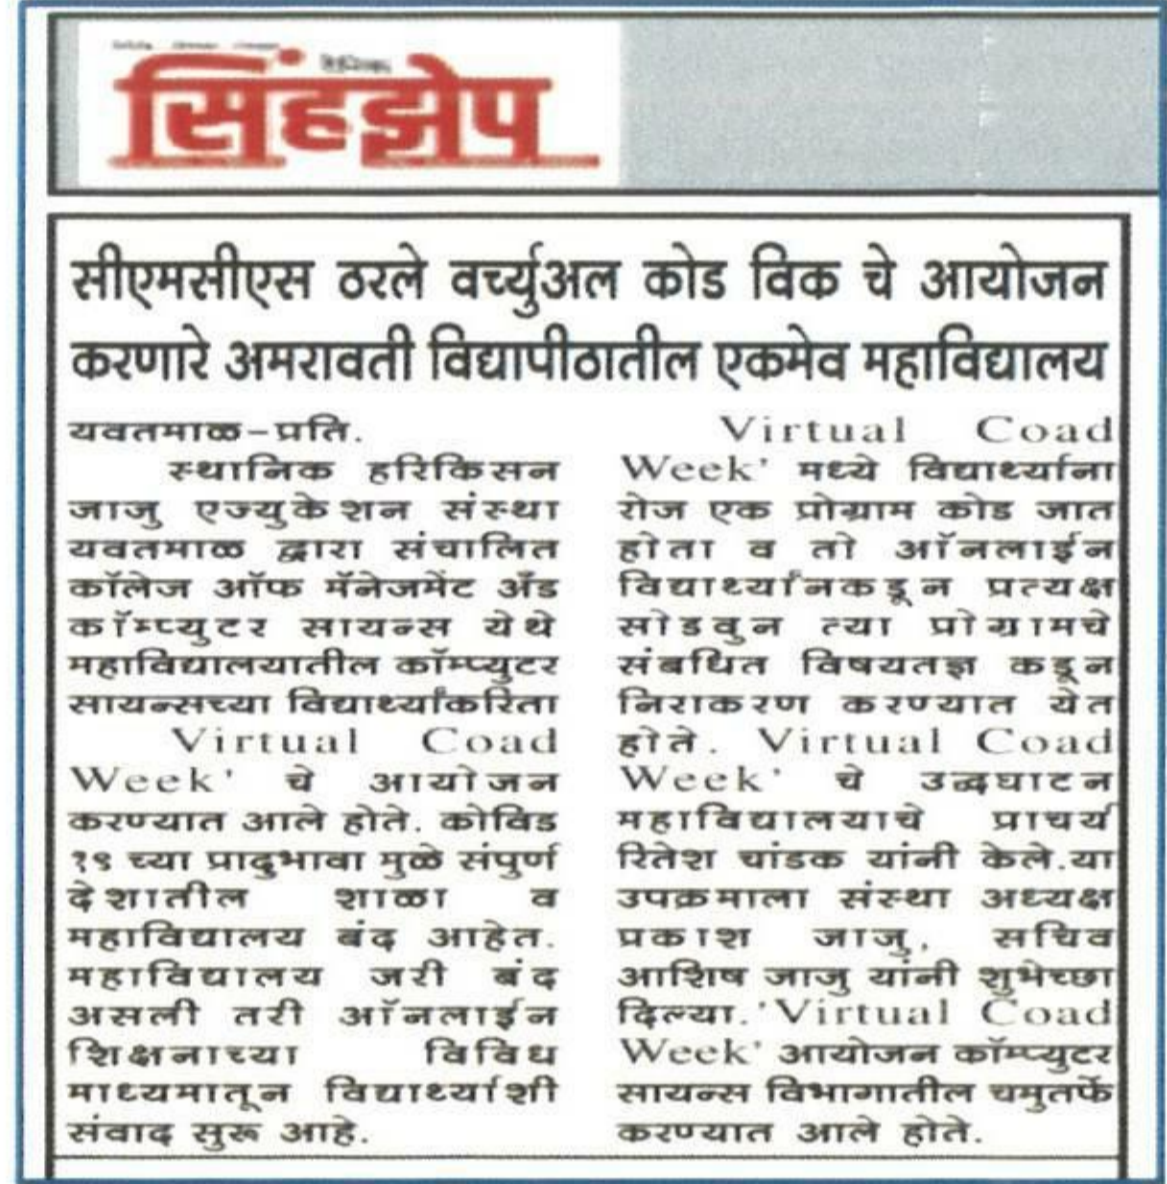 सिंहझेप
सीएमसीएस ठरले वर्च्युअल कोड विक चे आयोजन
करणारे अमरावती विद्यापीठातील एकमेव महाविद्यालय
यवतमाळ-प्रति.
स्थानिक हरिकिसन
जाजु एज्युकेशन संस्था
यवतमाळ द्वारा संचालित
कॉलेज ऑफ मॅनेजमेंट अँड
कॉम्प्युटर सायन्स येथे
महाविद्यालयातील कॉम्प्युटर
सायन्सच्या विद्यार्थ्यांकरिता
Virtual Coad
Week' चे आयोजन
करण्यात आले होते. कोविड
१९ च्या प्रादुभावा मुळे संपुर्ण
देशातील शाळा व
महाविद्यालय बंद आहेत.
महाविद्यालय जरी बंद
असली तरी ऑनलाईन
शिक्षनाच्या विविध
माध्यमातून विद्यार्थ्याशी
संवाद सुरू आहे.
Virtual Coad
Week' मध्ये विद्यार्थ्याना
रोज एक प्रोग्राम कोड जात
होता व तो ऑनलाईन
विद्यार्थ्यांनकडून प्रत्यक्ष
सोडवुन त्या प्रोग्रामचे
संबधित विषयतज्ञ कडून
निराकरण करण्यात येत
होते. Virtual Coad
Week' चे उद्घघाटन
महाविद्यालयाचे प्राचर्य
रितेश चांडक यांनी केले.या
उपक्रमाला संस्था अध्यक्ष
प्रकाश जाजु, सचिव
आशिष जाजु यांनी शुभेच्छा
दिल्या.'Virtual Coad
Week' आयोजन कॉम्प्युटर
सायन्स विभागातील चमुतर्फे
करण्यात आले होते.